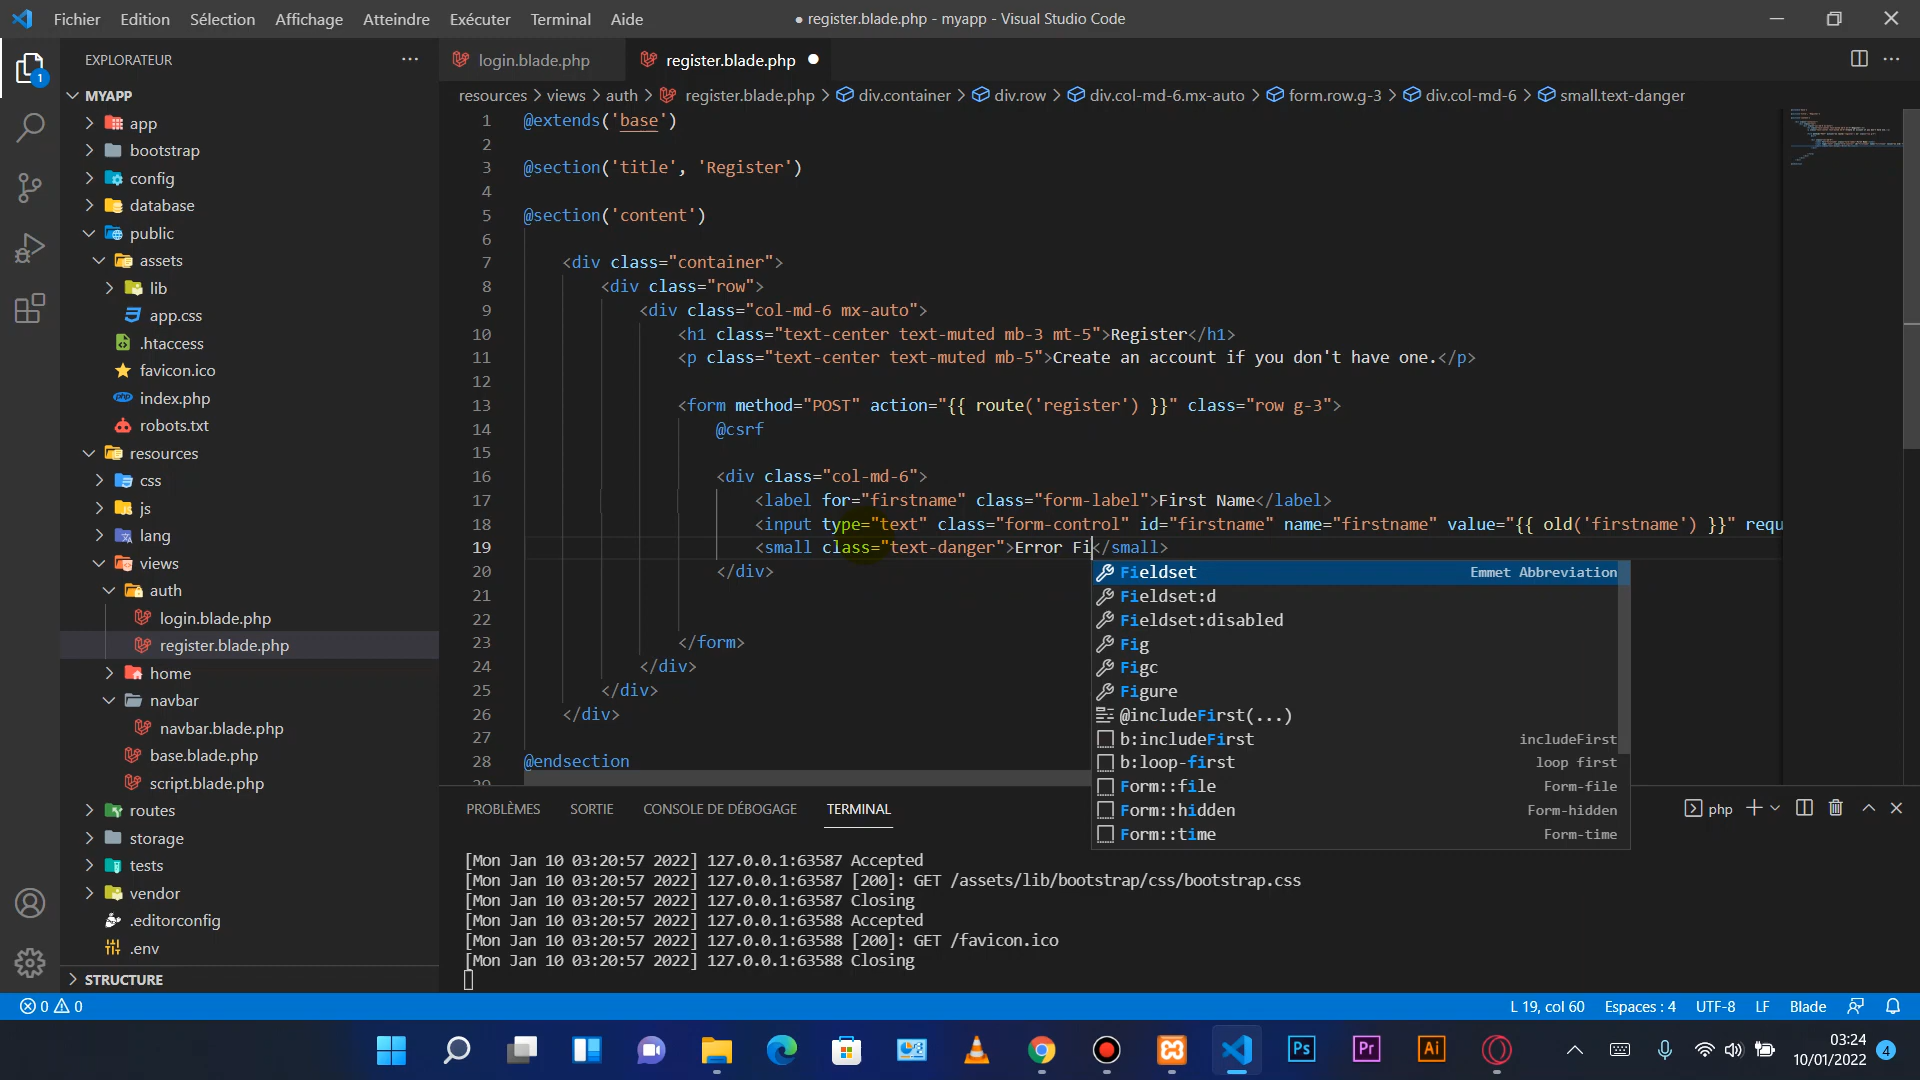 Fichier Edition Sélection Affichage Atteindre Exécuter Terminal Aide
● register.blade.php - myapp - Visual Studio Code
EXPLORATEUR
login.blade.php
register.blade.php
1
MYAPP
resources > views > auth > register.blade.php > div.container > div.row > div.col-md-6.mx-auto > form.row.g-3 > div.col-md-6 > small.text-danger
app
bootstrap
config
database
public
assets
lib
app.css
.htaccess
favicon.ico
index.php
robots.txt
resources
css
js
lang
views
auth
login.blade.php
register.blade.php
home
navbar
navbar.blade.php
base.blade.php
script.blade.php
routes
storage
tests
vendor
.editorconfig
.env
STRUCTURE
1 @extends('base')
2
3 @section('title', 'Register')
4
5 @section('content')
6
7 <div class="container">
8 <div class="row">
9 <div class="col-md-6 mx-auto">
10 <h1 class="text-center text-muted mb-3 mt-5">Register</h1>
11 <p class="text-center text-muted mb-5">Create an account if you don't have one.</p>
12
13 <form method="POST" action="{{ route('register') }}" class="row g-3">
14 @csrf
15
16 <div class="col-md-6">
17 <label for="firstname" class="form-label">First Name</label>
18 <input type="text" class="form-control" id="firstname" name="firstname" value="{{ old('firstname') }}" requ
19 <small class="text-danger">Error Fi</small>
20 </div>
21
22
23 </form>
24 </div>
25 </div>
26 </div>
27
28 @endsection
Fieldset Emmet Abbreviation
Fieldset:d
Fieldset:disabled
Fig
Figc
Figure
@includeFirst(...)
b:includeFirst includeFirst
b:loop-first loop first
Form::file Form-file
Form::hidden Form-hidden
Form::time Form-time
PROBLÈMES SORTIE CONSOLE DE DÉBOGAGE TERMINAL
php
[Mon Jan 10 03:20:57 2022] 127.0.0.1:63587 Accepted
[Mon Jan 10 03:20:57 2022] 127.0.0.1:63587 [200]: GET /assets/lib/bootstrap/css/bootstrap.css
[Mon Jan 10 03:20:57 2022] 127.0.0.1:63587 Closing
[Mon Jan 10 03:20:57 2022] 127.0.0.1:63588 Accepted
[Mon Jan 10 03:20:57 2022] 127.0.0.1:63588 [200]: GET /favicon.ico
[Mon Jan 10 03:20:57 2022] 127.0.0.1:63588 Closing
0 0
L 19, col 60 Espaces : 4 UTF-8 LF Blade
Ps Pr Ai
03:24
10/01/2022
4